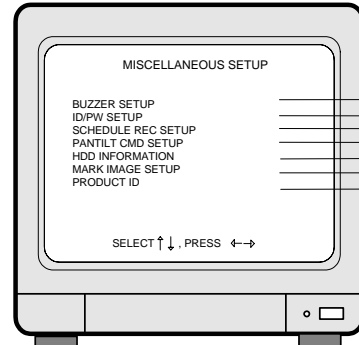 MISCELLANEOUS SETUP
BUZZER SETUP
ID/PW SETUP
SCHEDULE REC SETUP
PANTILT CMD SETUP
HDD INFORMATION
MARK IMAGE SETUP
PRODUCT ID
SELECT ↑ ↓ , PRESS ←→